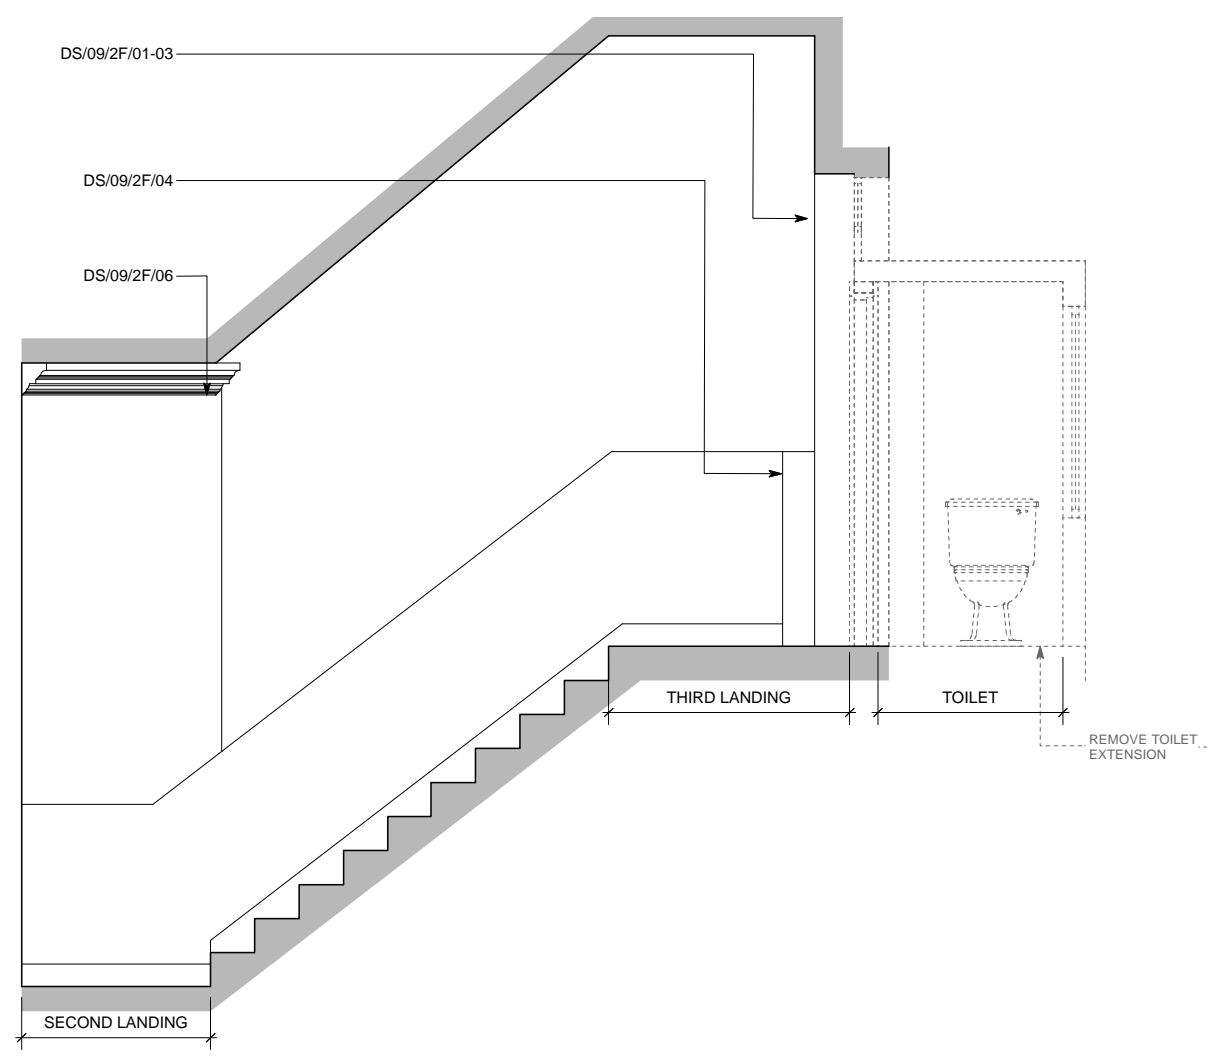 DS/09/2F/01-03
DS/09/2F/04
DS/09/2F/06
THIRD LANDING
TOILET
REMOVE TOILET
EXTENSION
SECOND LANDING